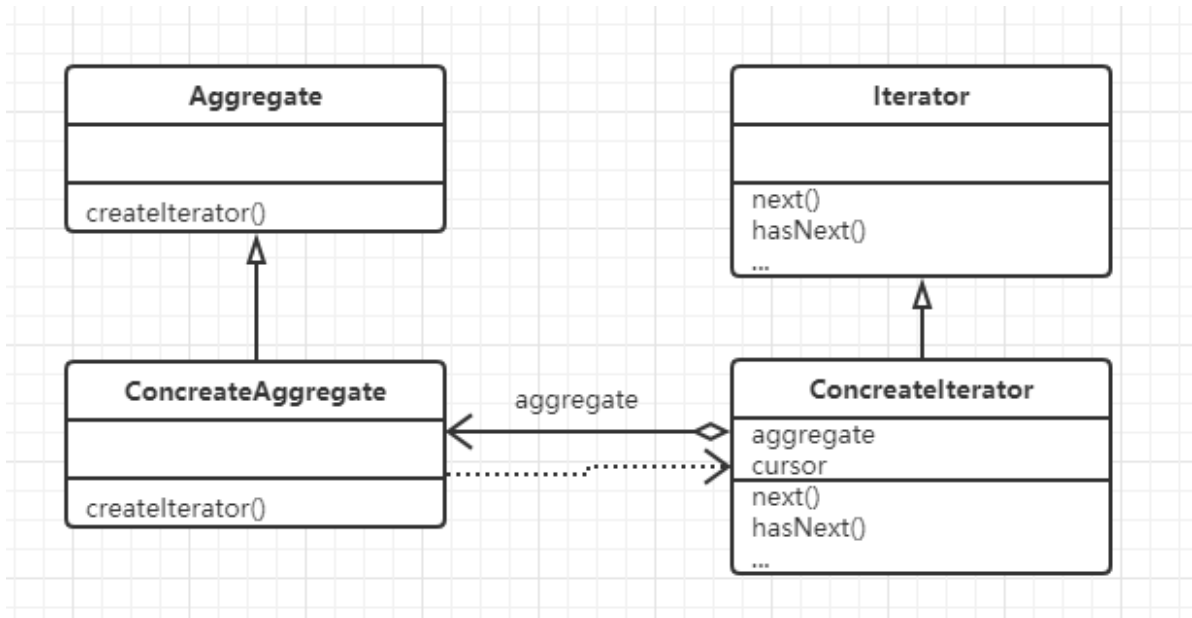 Aggregate
createIterator()
Iterator
next()
hasNext()
...
ConcreateAggregate
createIterator()
aggregate
ConcreateIterator
aggregate
cursor
next()
hasNext()
...